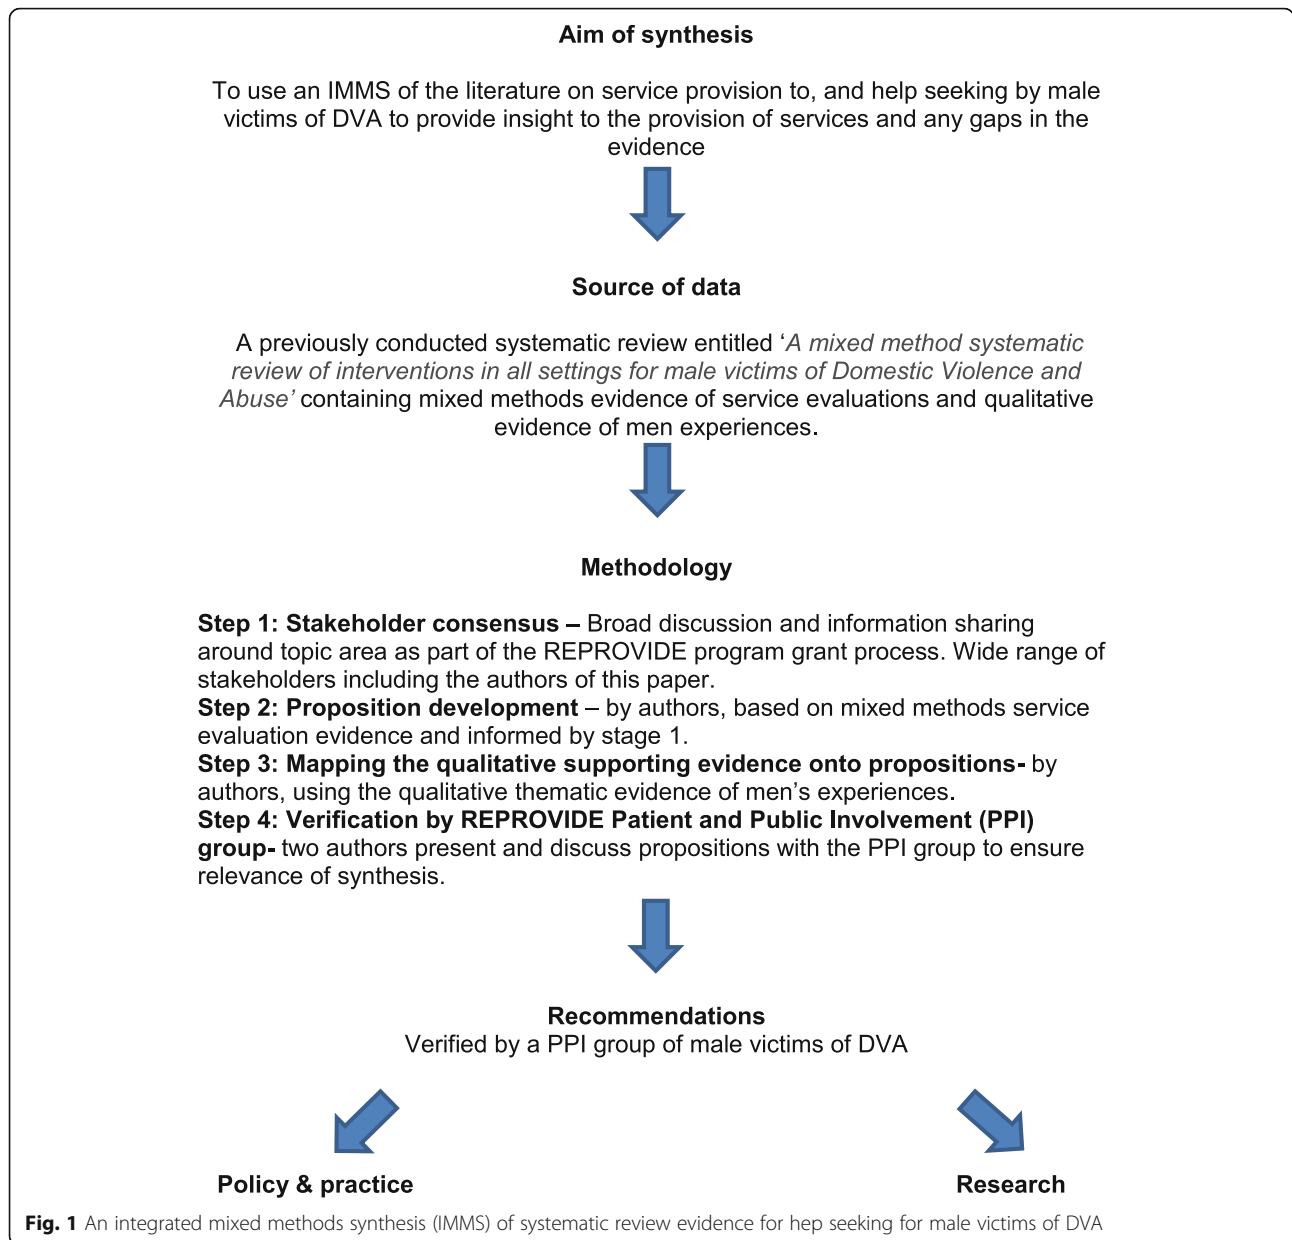 Aim of synthesis
To use an IMMS of the literature on service provision to, and help seeking by male
victims of DVA to provide insight to the provision of services and any gaps in the
evidence
Source of data
A previously conducted systematic review entitled ‘A mixed method systematic
review of interventions in all settings for male victims of Domestic Violence and
Abuse’ containing mixed methods evidence of service evaluations and qualitative
evidence of men experiences.
Methodology
Step 1: Stakeholder consensus – Broad discussion and information sharing
around topic area as part of the REPROVIDE program grant process. Wide range of
stakeholders including the authors of this paper.
Step 2: Proposition development – by authors, based on mixed methods service
evaluation evidence and informed by stage 1.
Step 3: Mapping the qualitative supporting evidence onto propositions- by
authors, using the qualitative thematic evidence of men’s experiences.
Step 4: Verification by REPROVIDE Patient and Public Involvement (PPI)
group- two authors present and discuss propositions with the PPI group to ensure
relevance of synthesis.
Recommendations
Verified by a PPI group of male victims of DVA
Policy & practice
Research
Fig. 1 An integrated mixed methods synthesis (IMMS) of systematic review evidence for hep seeking for male victims of DVA